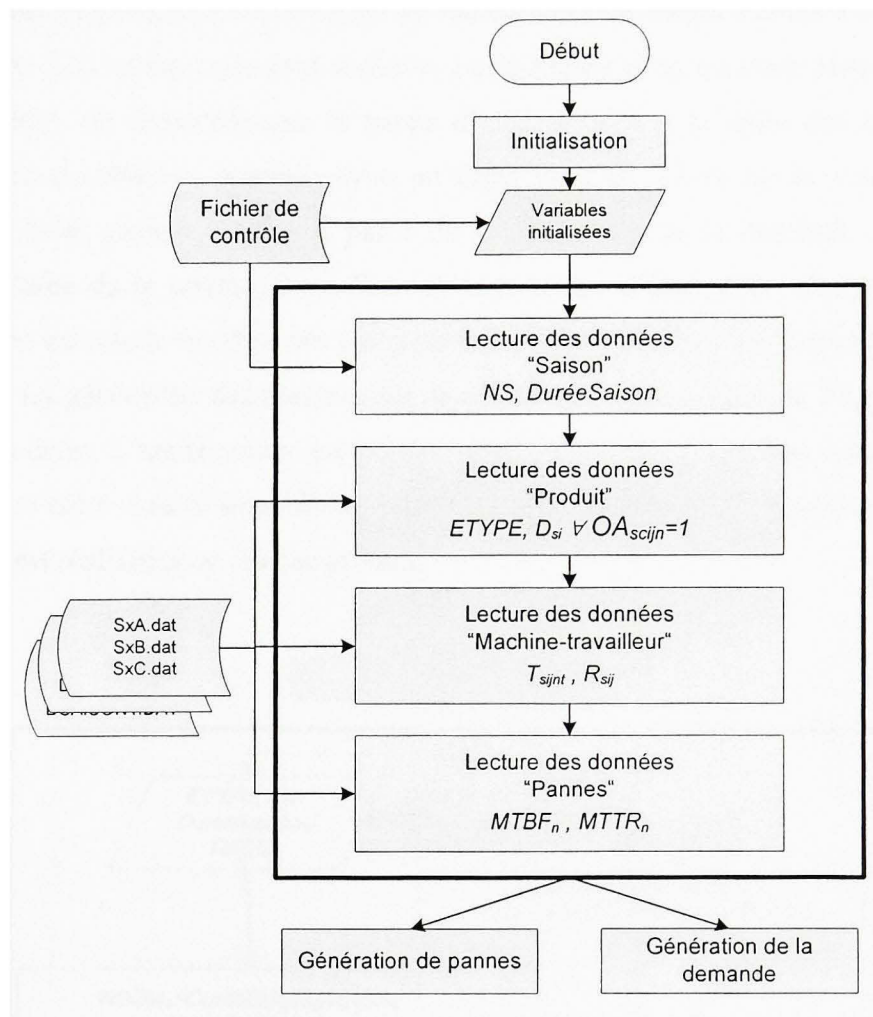 Début
Initialisation
Fichier de
contrôle
Variables
initialisées
Lecture des données
“Saison”
NS, DuréeSaison
Lecture des données
“Produit”
ETYPE, D_si ∀ OA_scijn=1
Lecture des données
“Machine-travailleur“
T_sijnt , R_sij
SxA.dat
SxB.dat
SxC.dat
Lecture des données
“Pannes“
MTBF_n , MTTR_n
Génération de pannes
Génération de la
demande